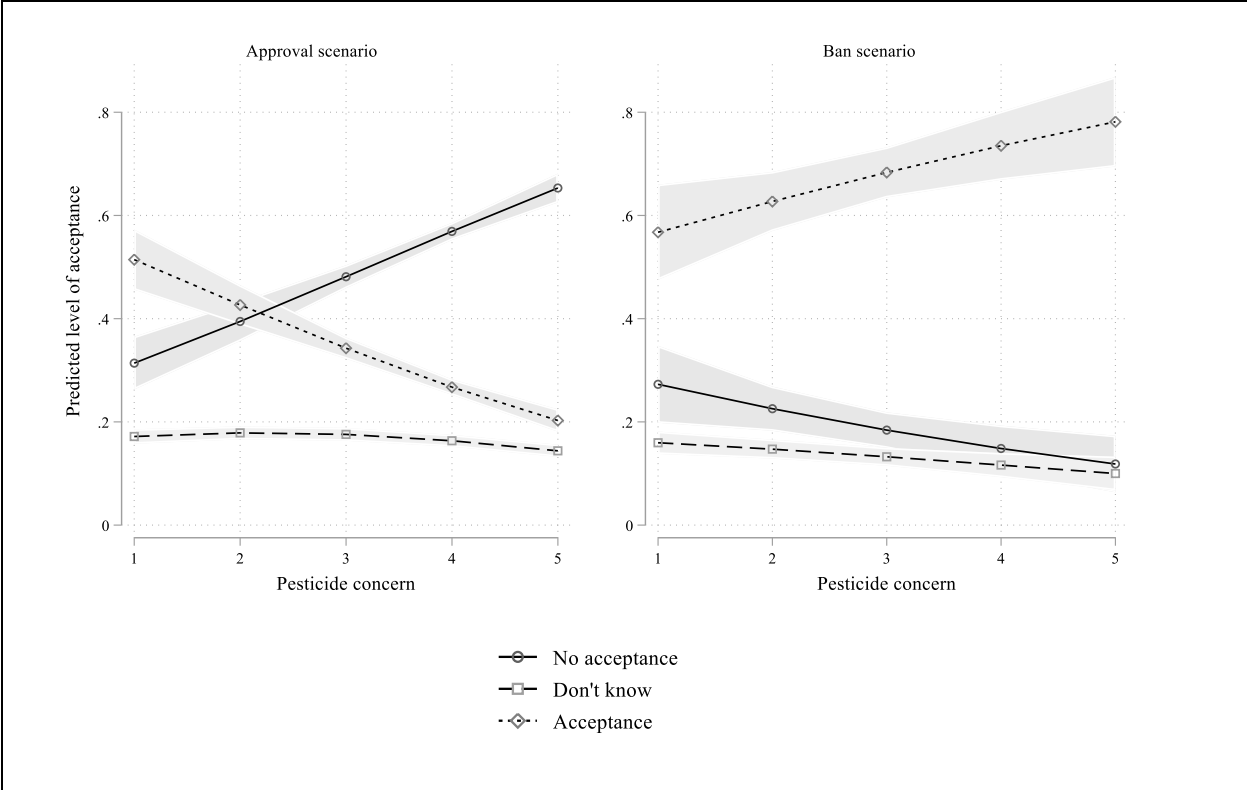 Approval scenario
Ban scenario
Predicted level of acceptance
.8
.6
.4
.2
0
1 2 3 4 5
Pesticide concern
.8
.6
.4
.2
0
1 2 3 4 5
Pesticide concern
No acceptance
Don't know
Acceptance